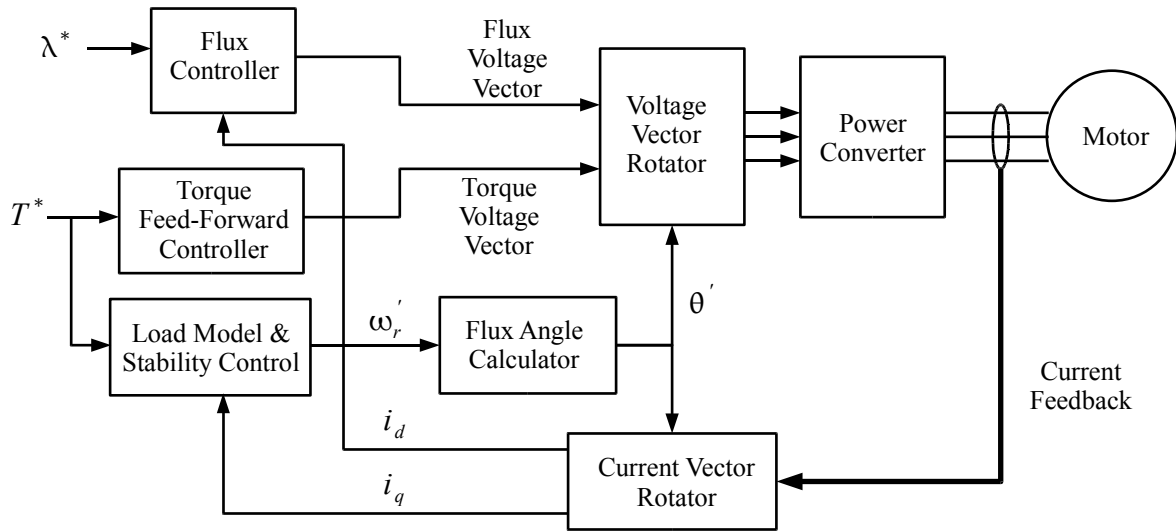 λ*
Flux
Controller
Flux
Voltage
Vector
Voltage
Vector
Rotator
Power
Converter
Motor
T*
Torque
Feed-Forward
Controller
Torque
Voltage
Vector
Load Model &
Stability Control
ωr′
Flux Angle
Calculator
θ′
Current
Feedback
id
iq
Current Vector
Rotator